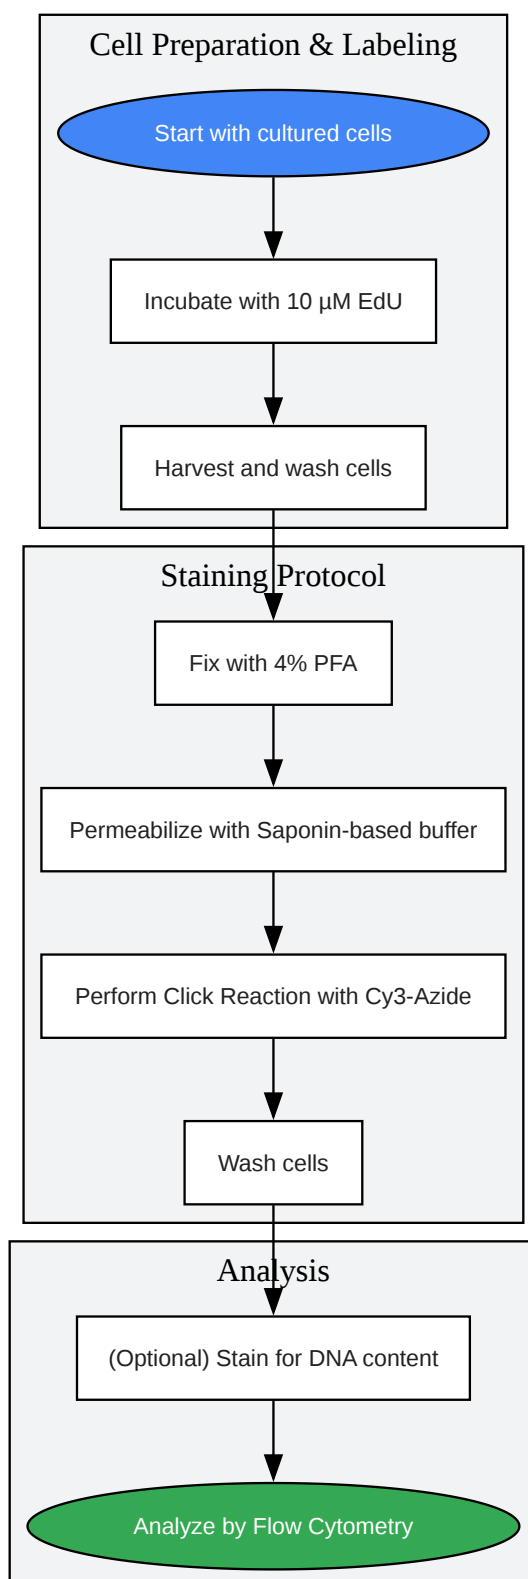 Cell Preparation & Labeling
Start with cultured cells
Incubate with 10 µM EdU
Harvest and wash cells
Staining Protocol
Fix with 4% PFA
Permeabilize with Saponin-based buffer
Perform Click Reaction with Cy3-Azide
Wash cells
Analysis
(Optional) Stain for DNA content
Analyze by Flow Cytometry